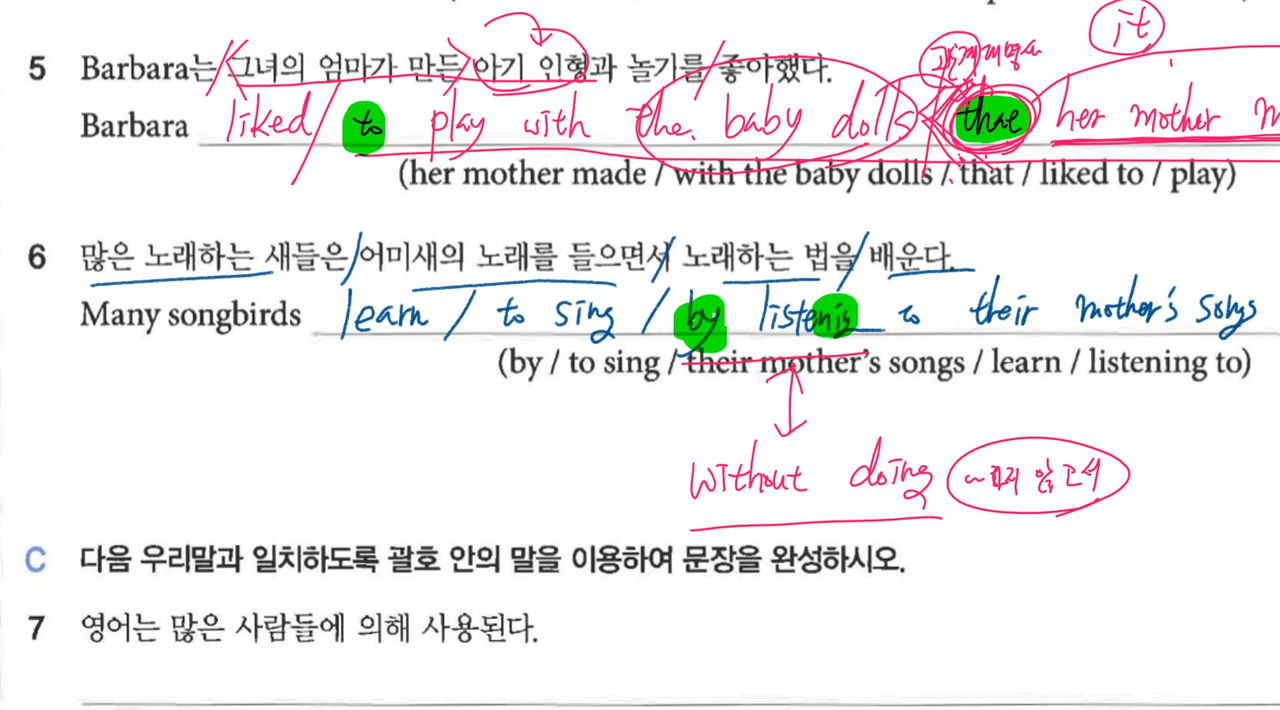 it
관계대명사
5 Barbara는 그녀의 엄마가 만든 아기 인형과 놀기를 좋아했다.
Barbara liked / to play with the baby dolls that her mother m
(her mother made / with the baby dolls / that / liked to / play)
6 많은 노래하는 새들은 어미새의 노래를 들으면서 노래하는 법을 배운다.
Many songbirds learn / to sing / by listening to their mother's songs
(by / to sing / their mother's songs / learn / listening to)
without doing ~하지 않고서
C 다음 우리말과 일치하도록 괄호 안의 말을 이용하여 문장을 완성하시오.
7 영어는 많은 사람들에 의해 사용된다.